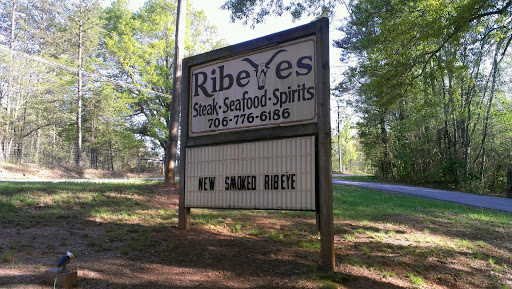 Ribeyes
Steak · Seafood · Spirits
706-776-6186
NEW SMOKED RIBEYE